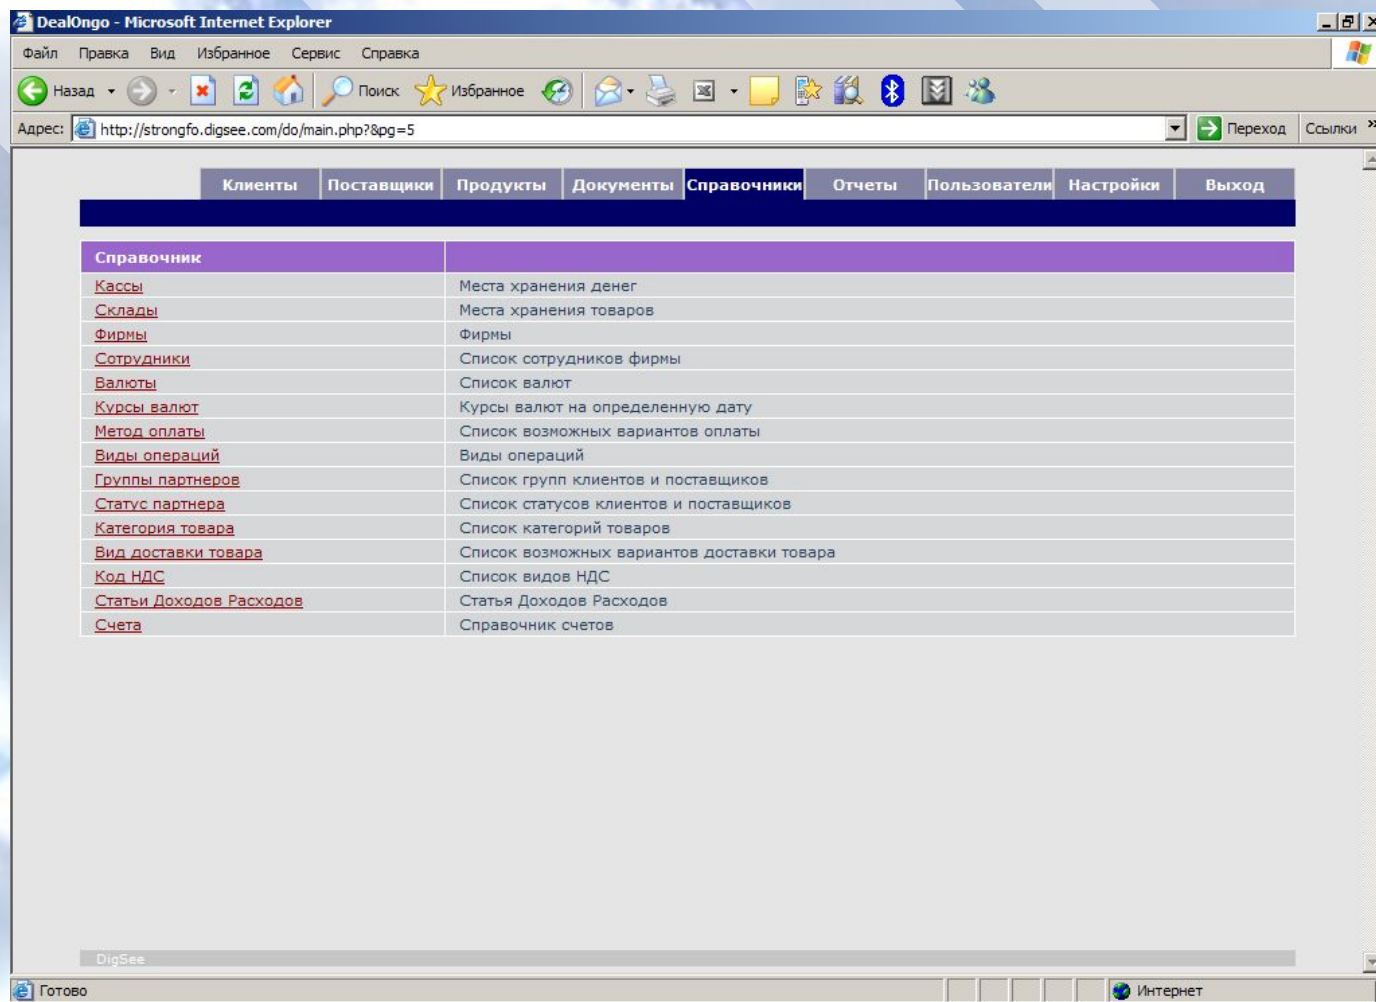 DealOngo - Microsoft Internet Explorer
Файл Правка Вид Избранное Сервис Справка
Назад Поиск Избранное
Адрес: http://strongfo.digsee.com/do/main.php?&pg=5 Переход Ссылки »
Клиенты Поставщики Продукты Документы Справочники Отчеты Пользователи Настройки Выход
Справочник
Кассы Места хранения денег
Склады Места хранения товаров
Фирмы Фирмы
Сотрудники Список сотрудников фирмы
Валюты Список валют
Курсы валют Курсы валют на определенную дату
Метод оплаты Список возможных вариантов оплаты
Виды операций Виды операций
Группы партнеров Список групп клиентов и поставщиков
Статус партнера Список статусов клиентов и поставщиков
Категория товара Список категорий товаров
Вид доставки товара Список возможных вариантов доставки товара
Код НДС Список видов НДС
Статьи Доходов Расходов Статья Доходов Расходов
Счета Справочник счетов
DigSee
Готово Интернет